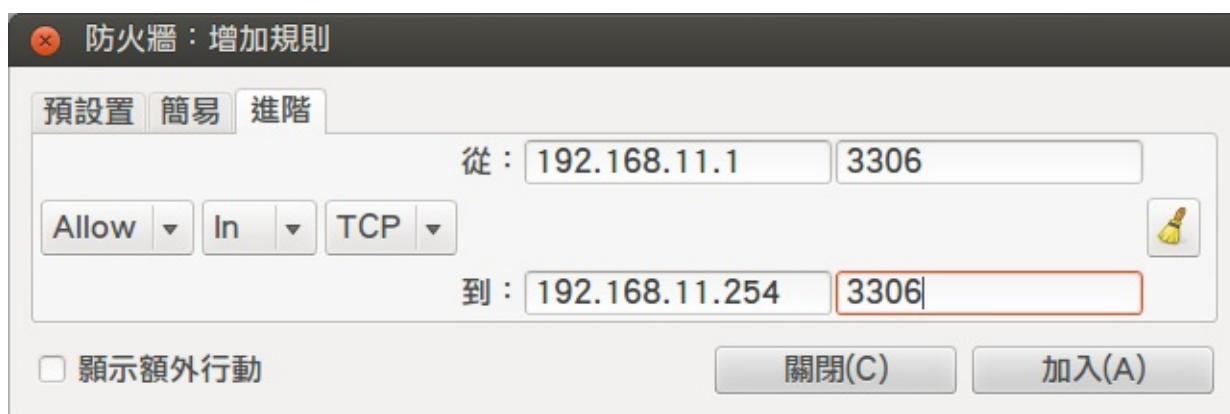 防火牆：增加規則
預設置 簡易 進階
從： 192.168.11.1 3306
Allow In TCP
到： 192.168.11.254 3306
顯示額外行動 關閉(C) 加入(A)